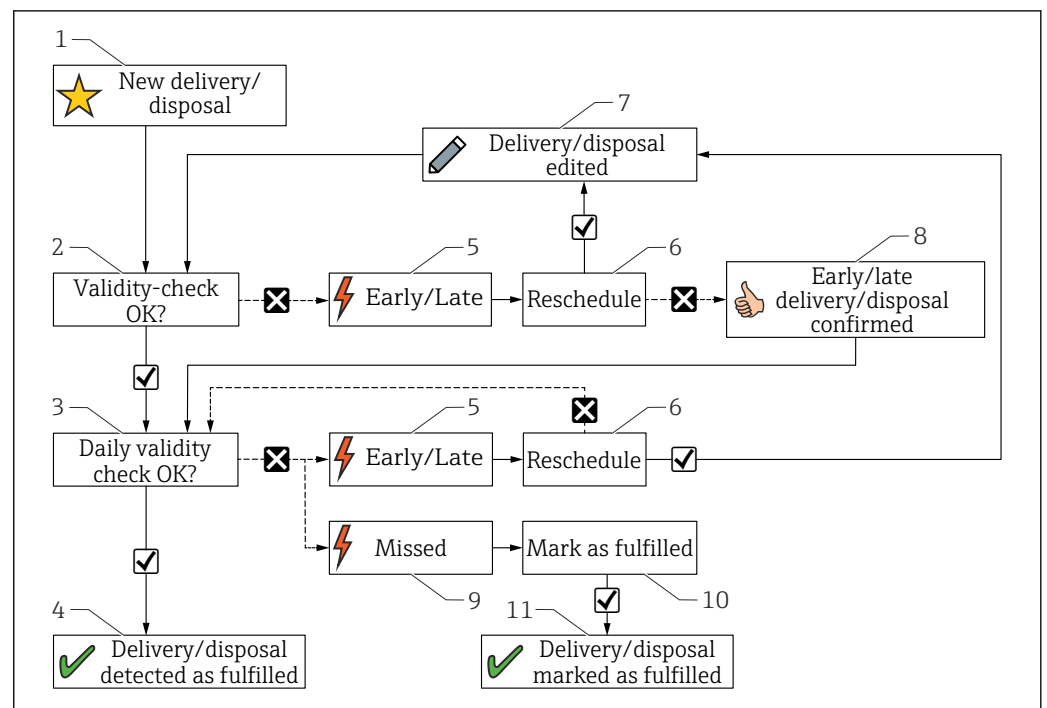 1
New delivery/
disposal
7
Delivery/disposal
edited
2
Validity-check
OK?
5
Early/Late
6
Reschedule
8
Early/late
delivery/disposal
confirmed
3
Daily validity
check OK?
5
Early/Late
6
Reschedule
Missed
9
Mark as fulfilled
10
4
Delivery/disposal
detected as fulfilled
11
Delivery/disposal
marked as fulfilled